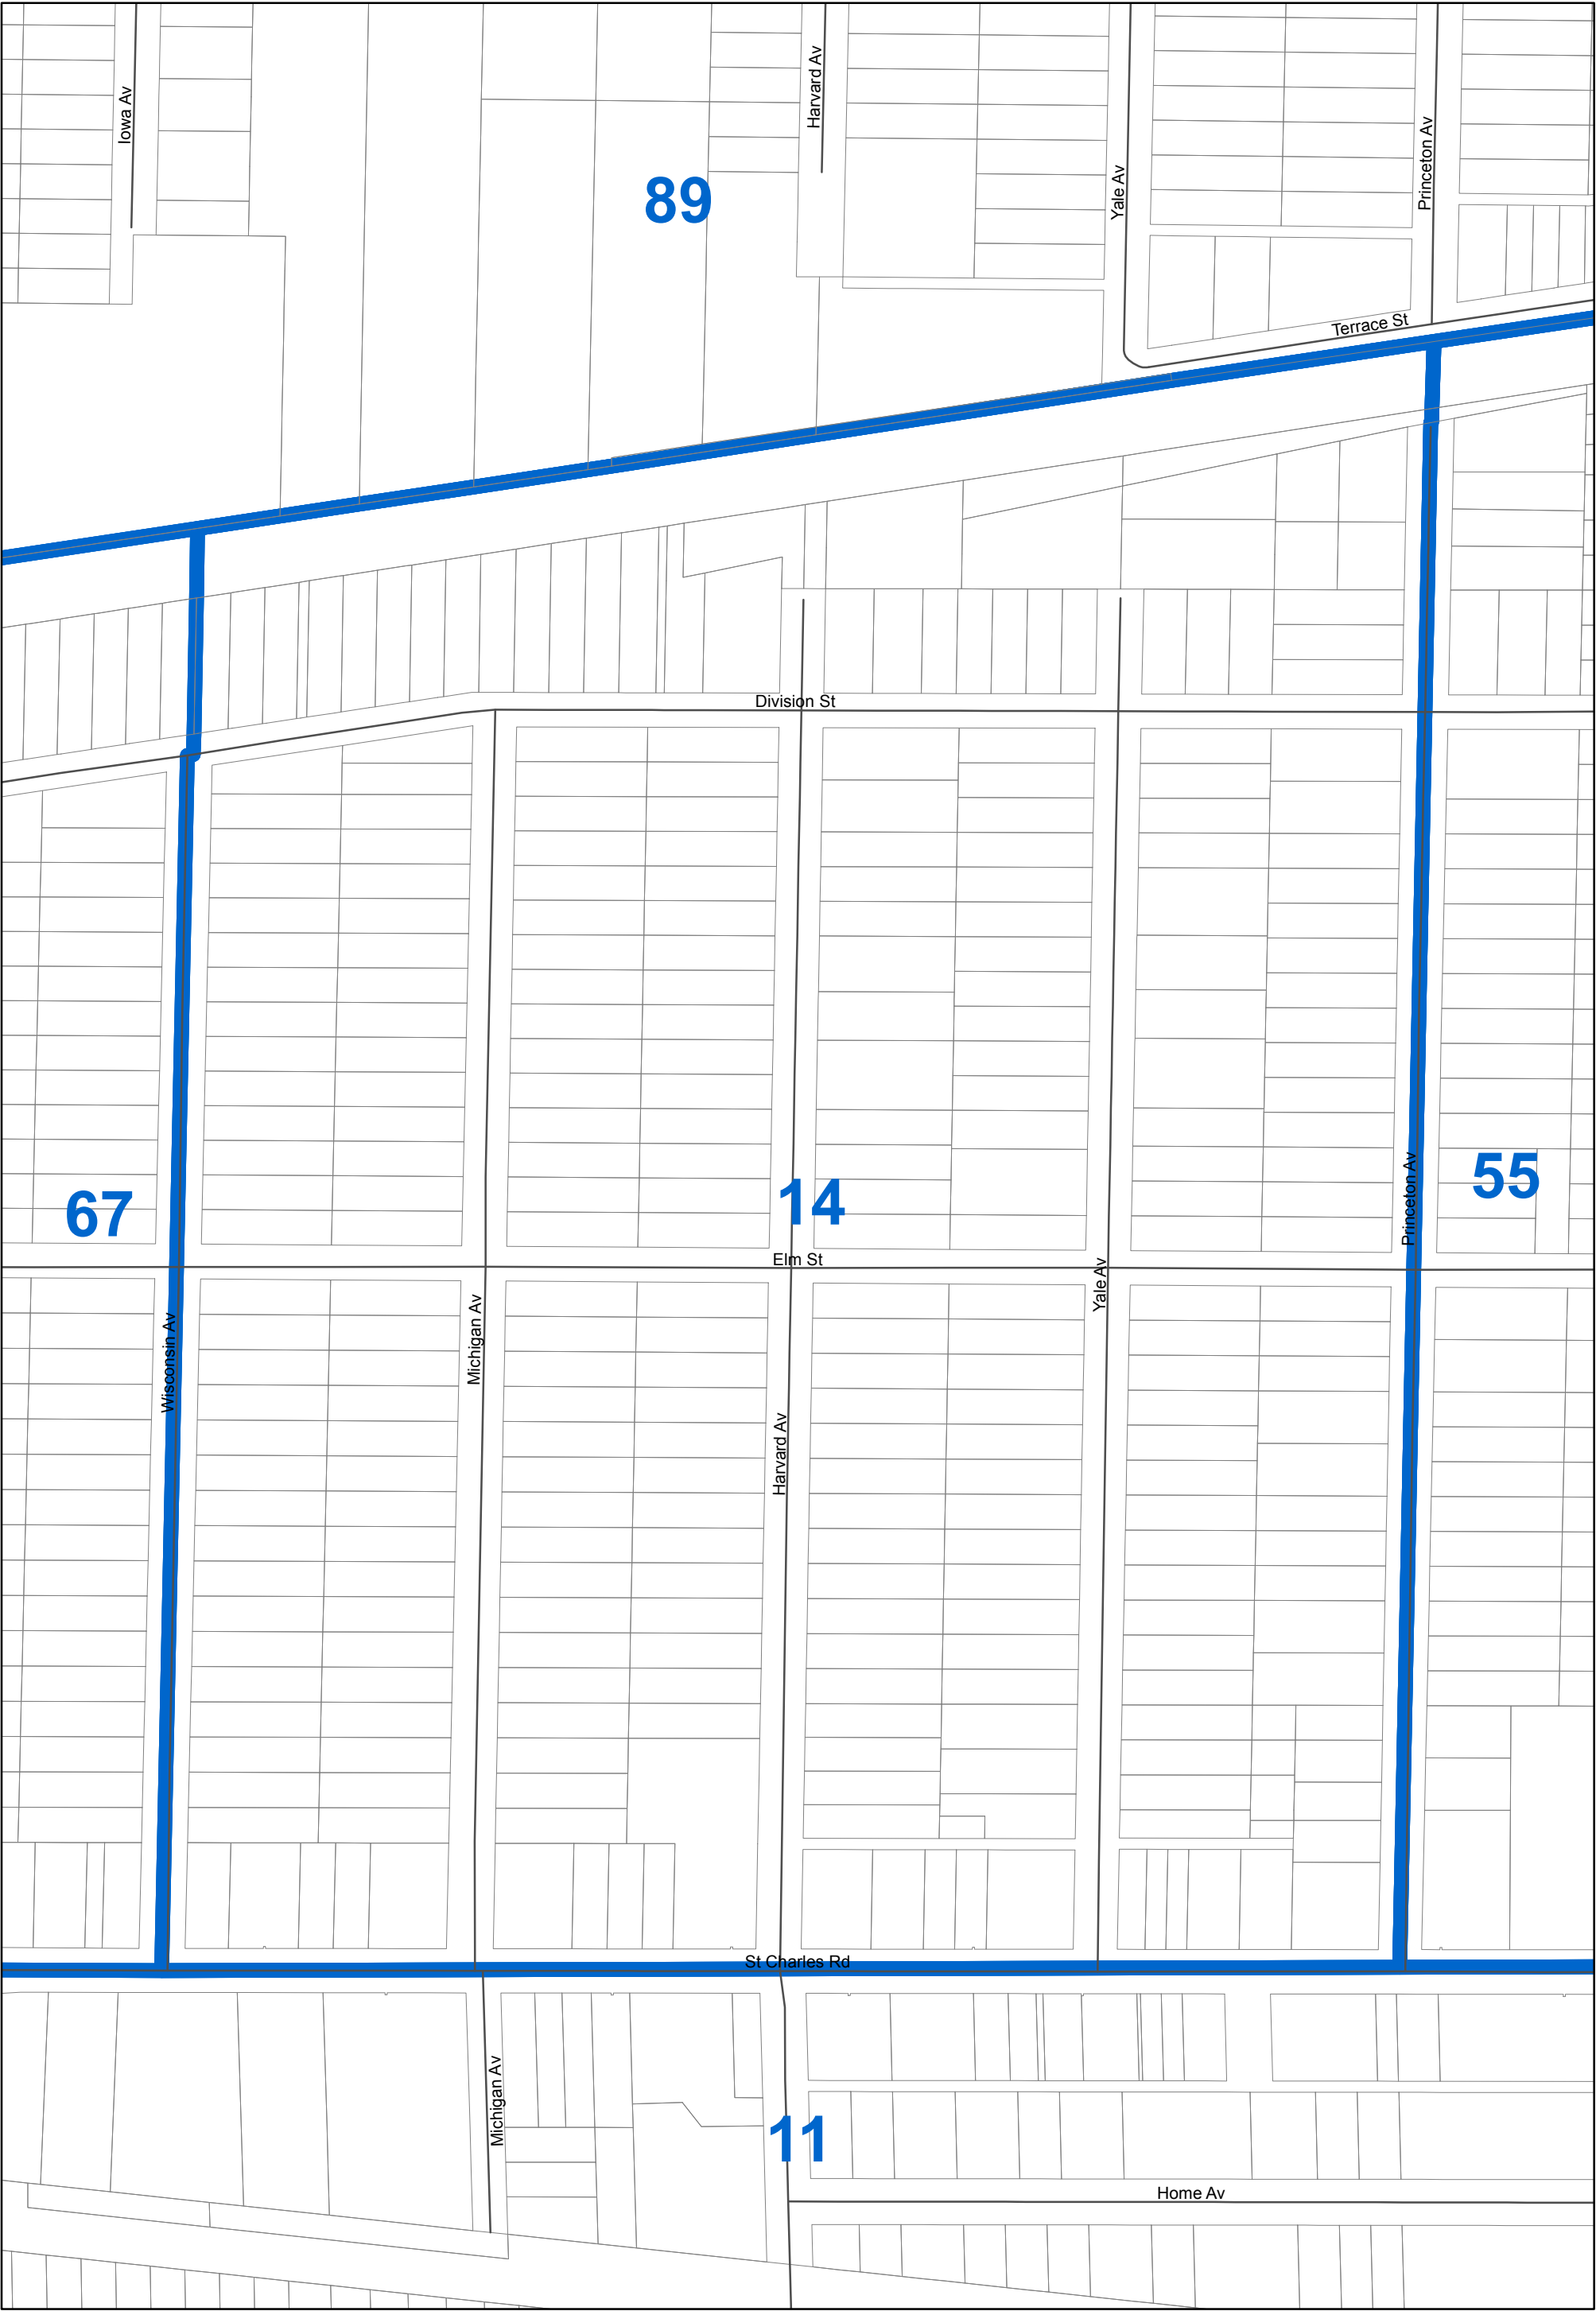 Iowa Av
Harvard Av
Yale Av
Princeton Av
89
Terrace St
Division St
67
14
Princeton Av
55
Elm St
Yale Av
Wisconsin Av
Michigan Av
Harvard Av
St Charles Rd
Michigan Av
11
Home Av